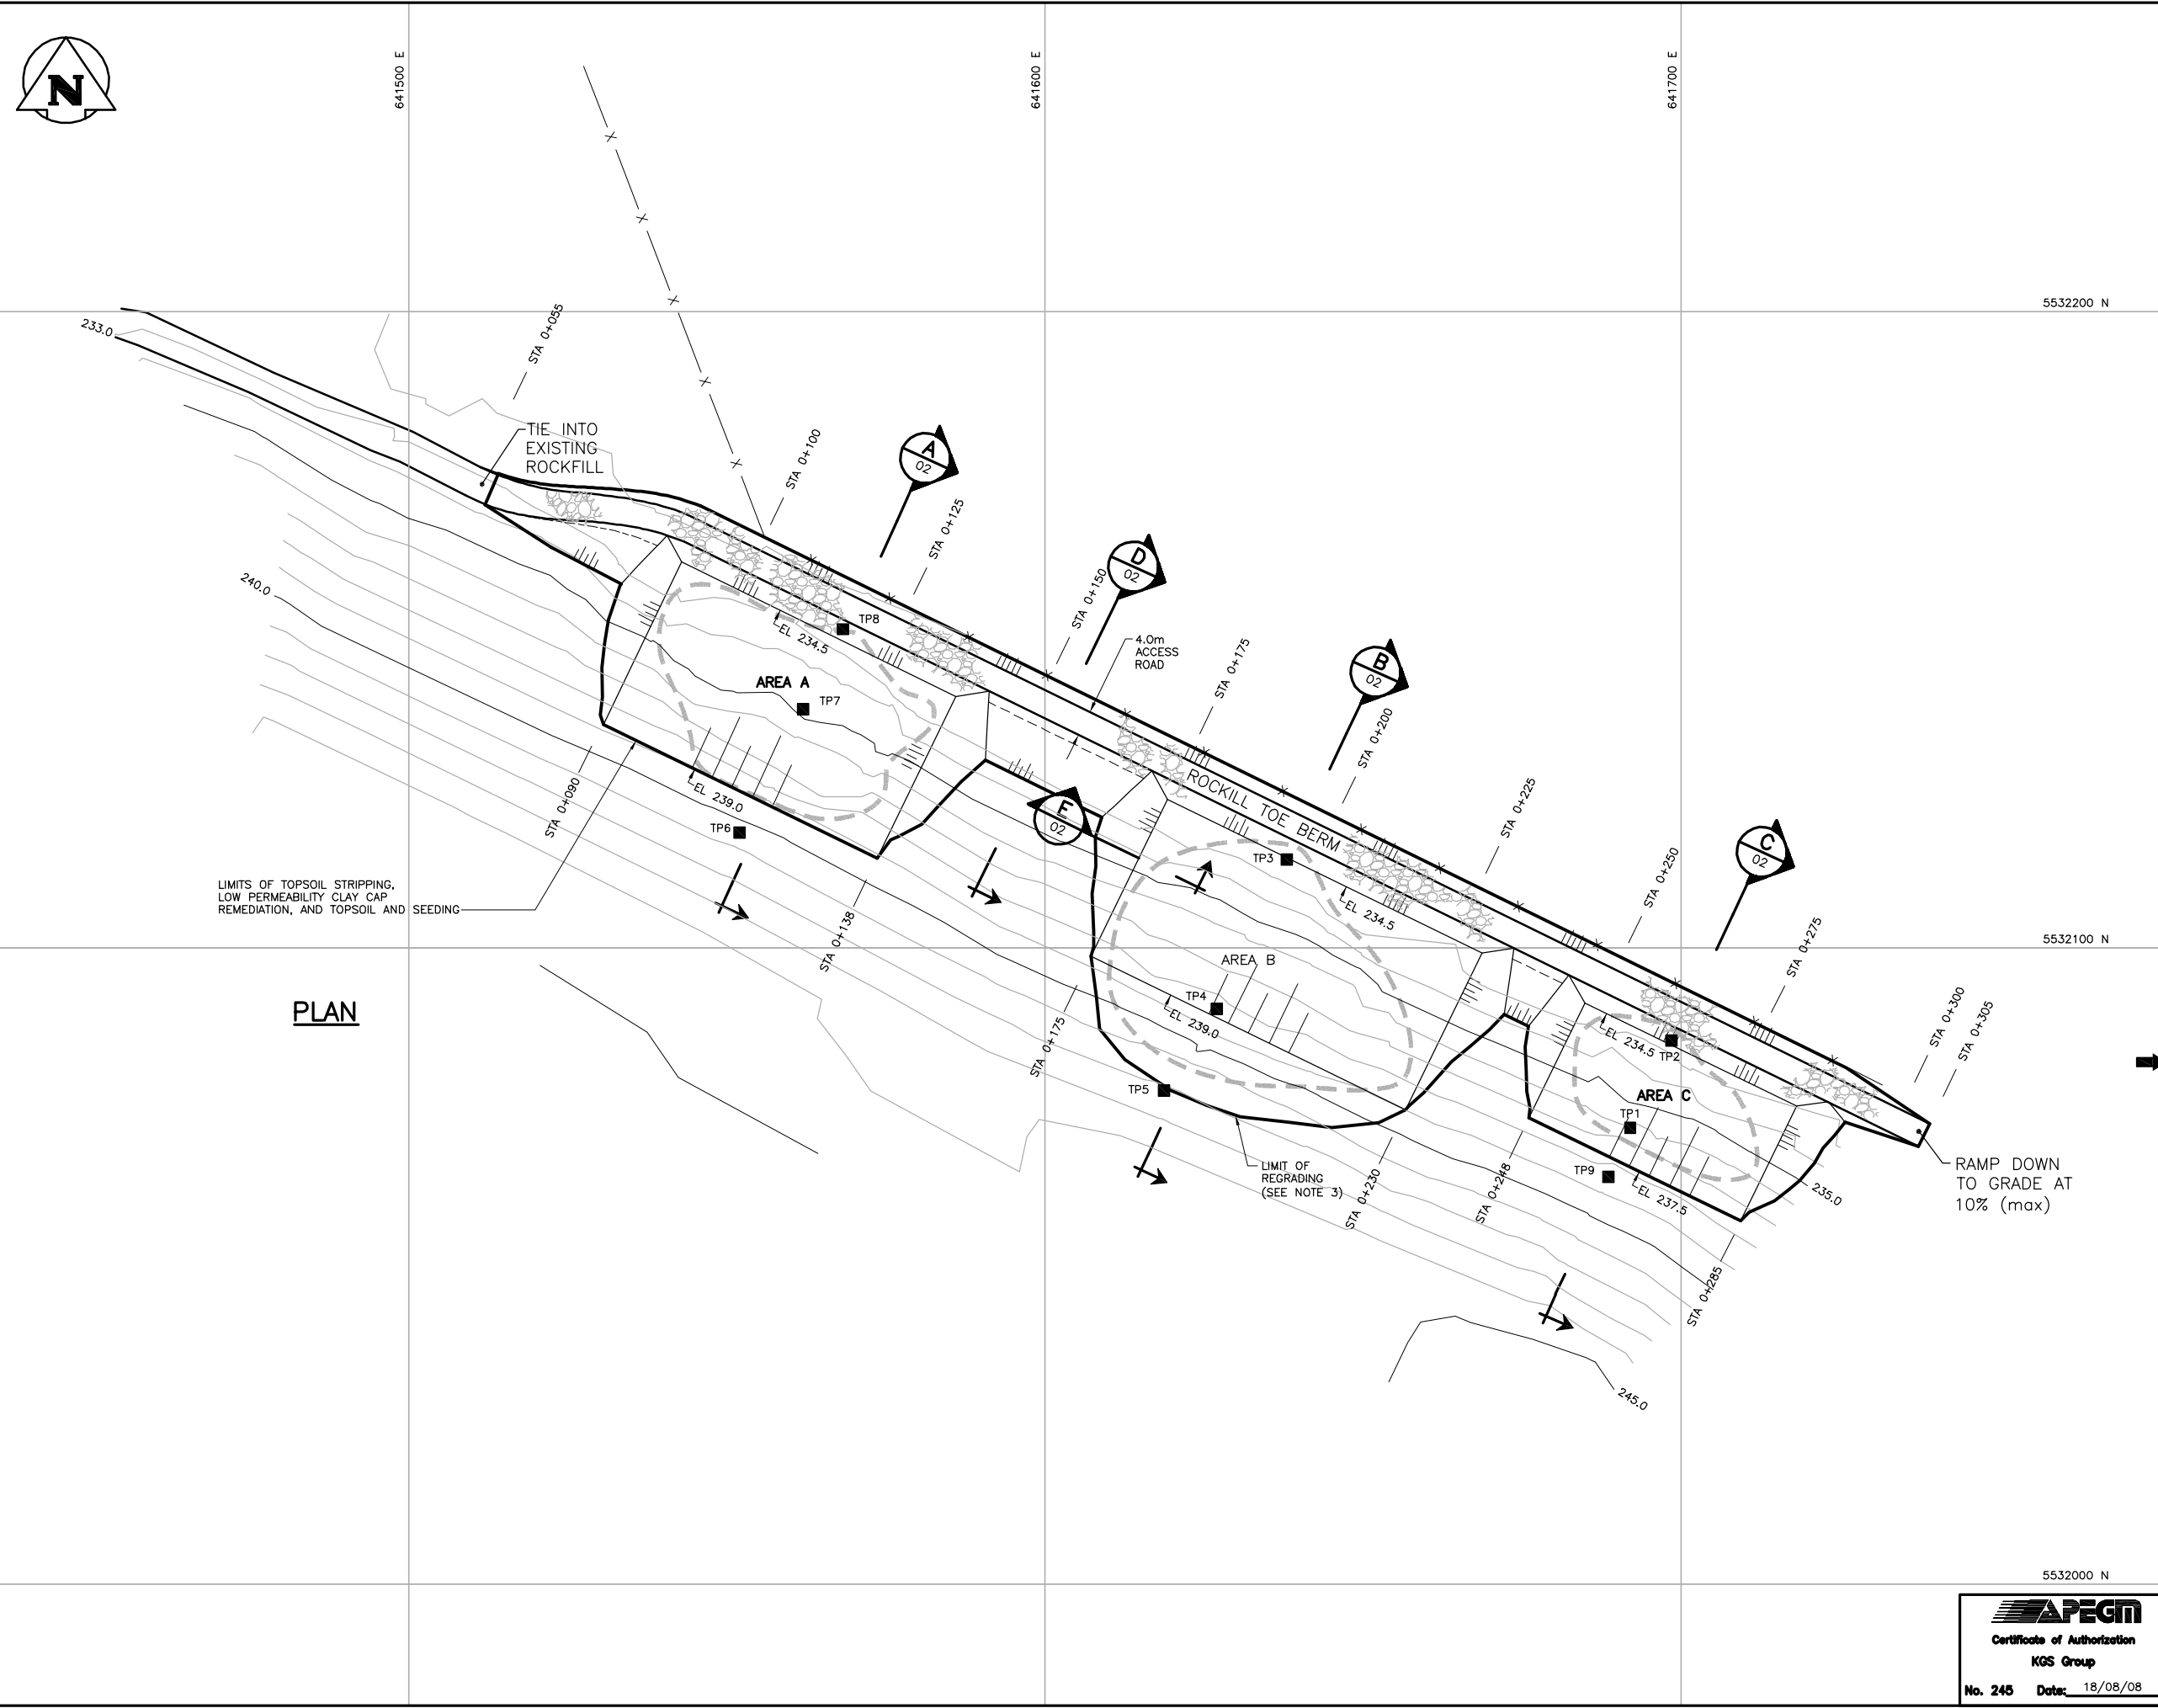 N
641500 E
641600 E
641700 E
5532200 N
233.0
STA 0+055
TIE INTO
EXISTING
ROCKFILL
STA 0+100
A
02
STA 0+125
D
02
STA 0+150
240.0
TP8
EL 234.5
4.0m
ACCESS
ROAD
STA 0+175
B
02
STA 0+200
AREA A
TP7
EL 239.0
TP6
STA 0+090
E
02
ROCKILL TOE BERM
STA 0+225
C
02
STA 0+250
TP3
EL 234.5
LIMITS OF TOPSOIL STRIPPING,
LOW PERMEABILITY CLAY CAP
REMEDIATION, AND TOPSOIL AND SEEDING
STA 0+138
5532100 N
STA 0+275
AREA B
TP4
EL 239.0
PLAN
STA 0+175
STA 0+300
STA 0+305
EL 234.5
TP2
TP5
AREA C
TP1
LIMIT OF
REGRADING
(SEE NOTE 3)
TP9
EL 237.5
235.0
RAMP DOWN
TO GRADE AT
10% (max)
STA 0+230
STA 0+248
STA 0+285
245.0
5532000 N
APEGM
Certificate of Authorization
KGS Group
No. 245 Date: 18/08/08